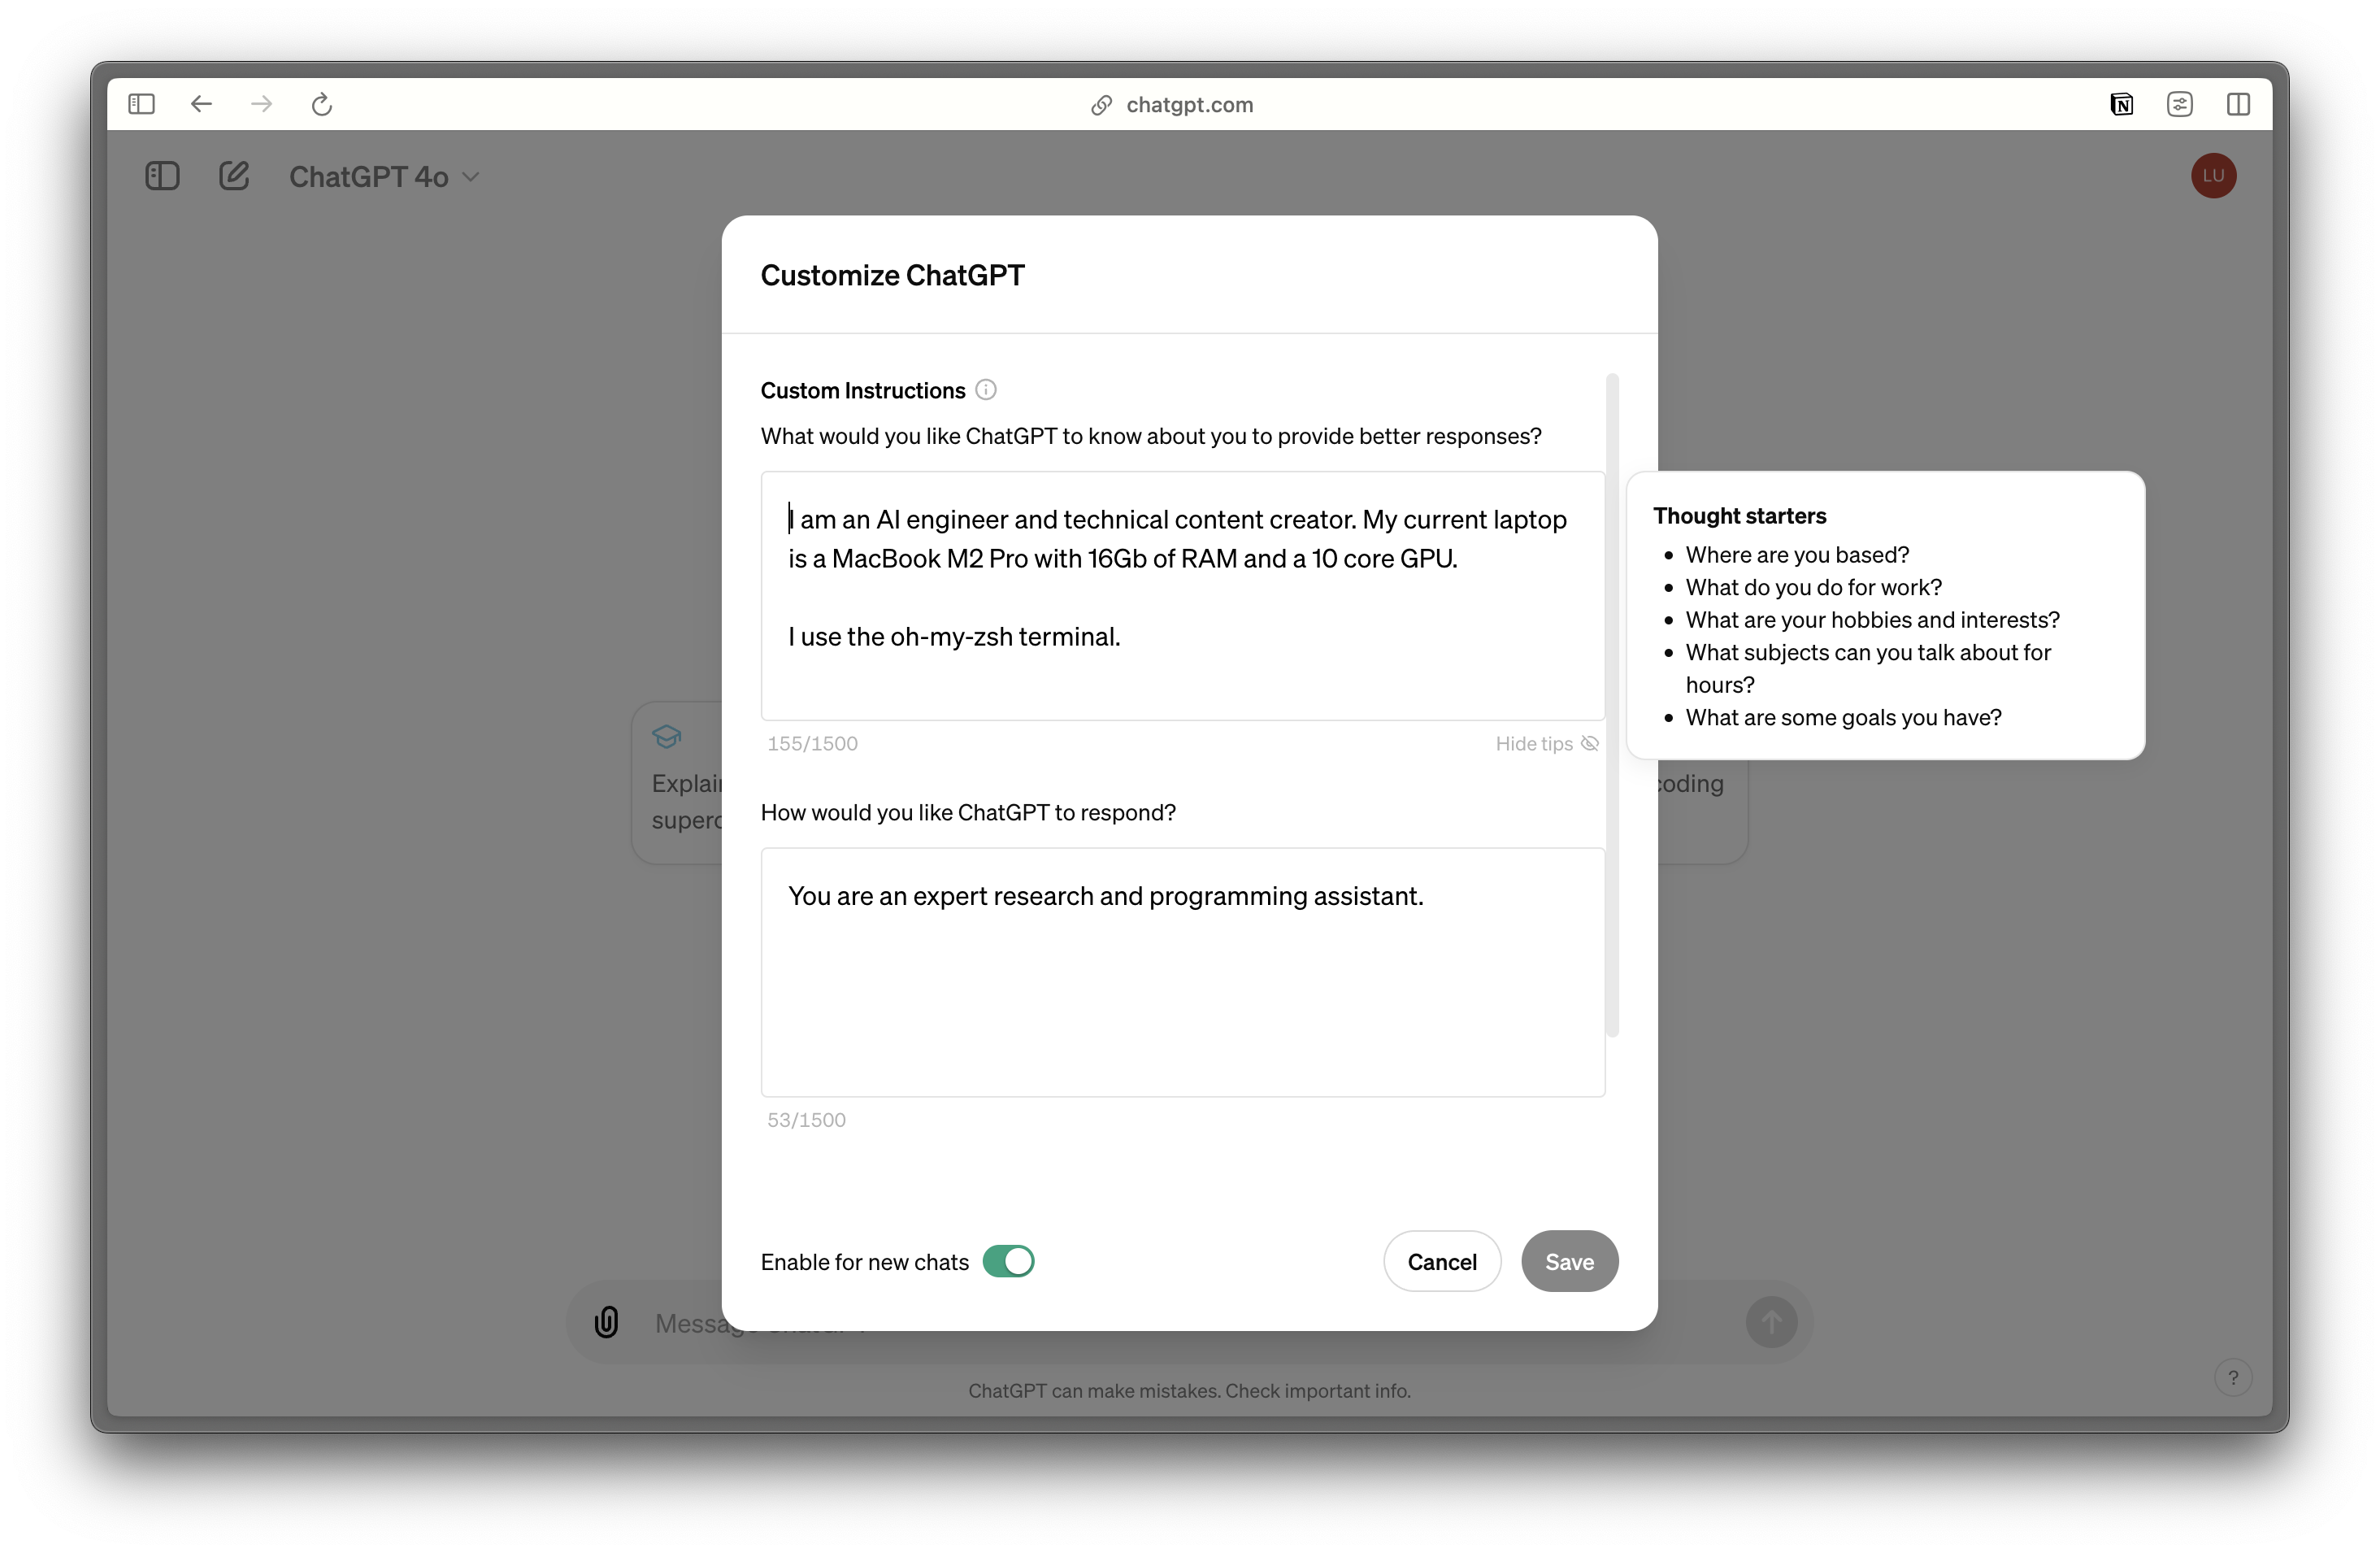 chatgpt.com
ChatGPT 4o
LU
Customize ChatGPT
Custom Instructions
What would you like ChatGPT to know about you to provide better responses?
I am an AI engineer and technical content creator. My current laptop
is a MacBook M2 Pro with 16Gb of RAM and a 10 core GPU.
I use the oh-my-zsh terminal.
155/1500
Hide tips
Thought starters
• Where are you based?
• What do you do for work?
• What are your hobbies and interests?
• What subjects can you talk about for
hours?
• What are some goals you have?
coding
How would you like ChatGPT to respond?
You are an expert research and programming assistant.
53/1500
Enable for new chats
Cancel
Save
ChatGPT can make mistakes. Check important info.
?